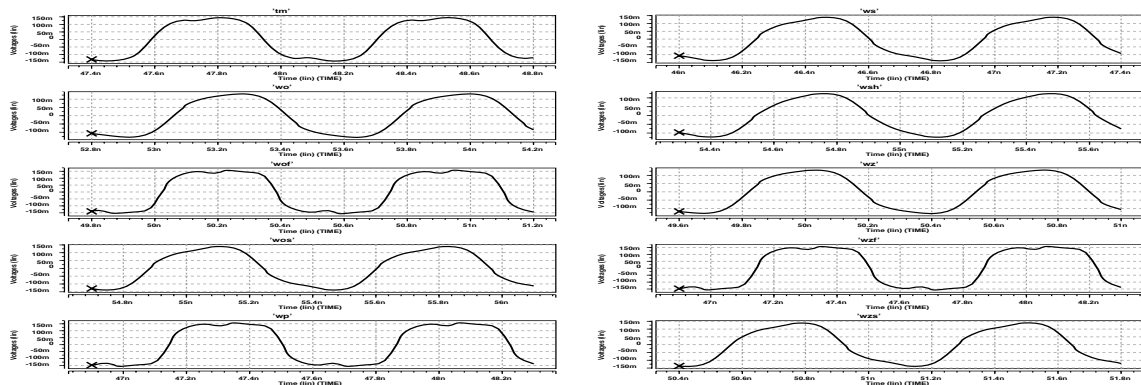 'tm'
Voltages (lin)
150m
100m
50m
0
-50m
-100m
-150m
47.4n 47.6n 47.8n 48n 48.2n 48.4n 48.6n 48.8n
Time (lin) (TIME)
'wo'
Voltages (lin)
100m
50m
0
-50m
-100m
52.8n 53n 53.2n 53.4n 53.6n 53.8n 54n 54.2n
Time (lin) (TIME)
'wof'
Voltages (lin)
150m
100m
50m
0
-50m
-100m
-150m
49.8n 50n 50.2n 50.4n 50.6n 50.8n 51n 51.2n
Time (lin) (TIME)
'wos'
Voltages (lin)
150m
100m
50m
0
-50m
-100m
-150m
54.8n 55n 55.2n 55.4n 55.6n 55.8n 56n
Time (lin) (TIME)
'wp'
Voltages (lin)
150m
100m
50m
0
-50m
-100m
-150m
47n 47.2n 47.4n 47.6n 47.8n 48n 48.2n
Time (lin) (TIME)
'ws'
Voltages (lin)
150m
100m
50m
0
-50m
-100m
-150m
46n 46.2n 46.4n 46.6n 46.8n 47n 47.2n 47.4n
Time (lin) (TIME)
'wsh'
Voltages (lin)
100m
50m
0
-50m
-100m
54.4n 54.6n 54.8n 55n 55.2n 55.4n 55.6n
Time (lin) (TIME)
'wz'
Voltages (lin)
100m
50m
0
-50m
-100m
49.6n 49.8n 50n 50.2n 50.4n 50.6n 50.8n 51n
Time (lin) (TIME)
'wzf'
Voltages (lin)
150m
100m
50m
0
-50m
-100m
-150m
47n 47.2n 47.4n 47.6n 47.8n 48n 48.2n
Time (lin) (TIME)
'wzs'
Voltages (lin)
150m
100m
50m
0
-50m
-100m
-150m
50.4n 50.6n 50.8n 51n 51.2n 51.4n 51.6n 51.8n
Time (lin) (TIME)